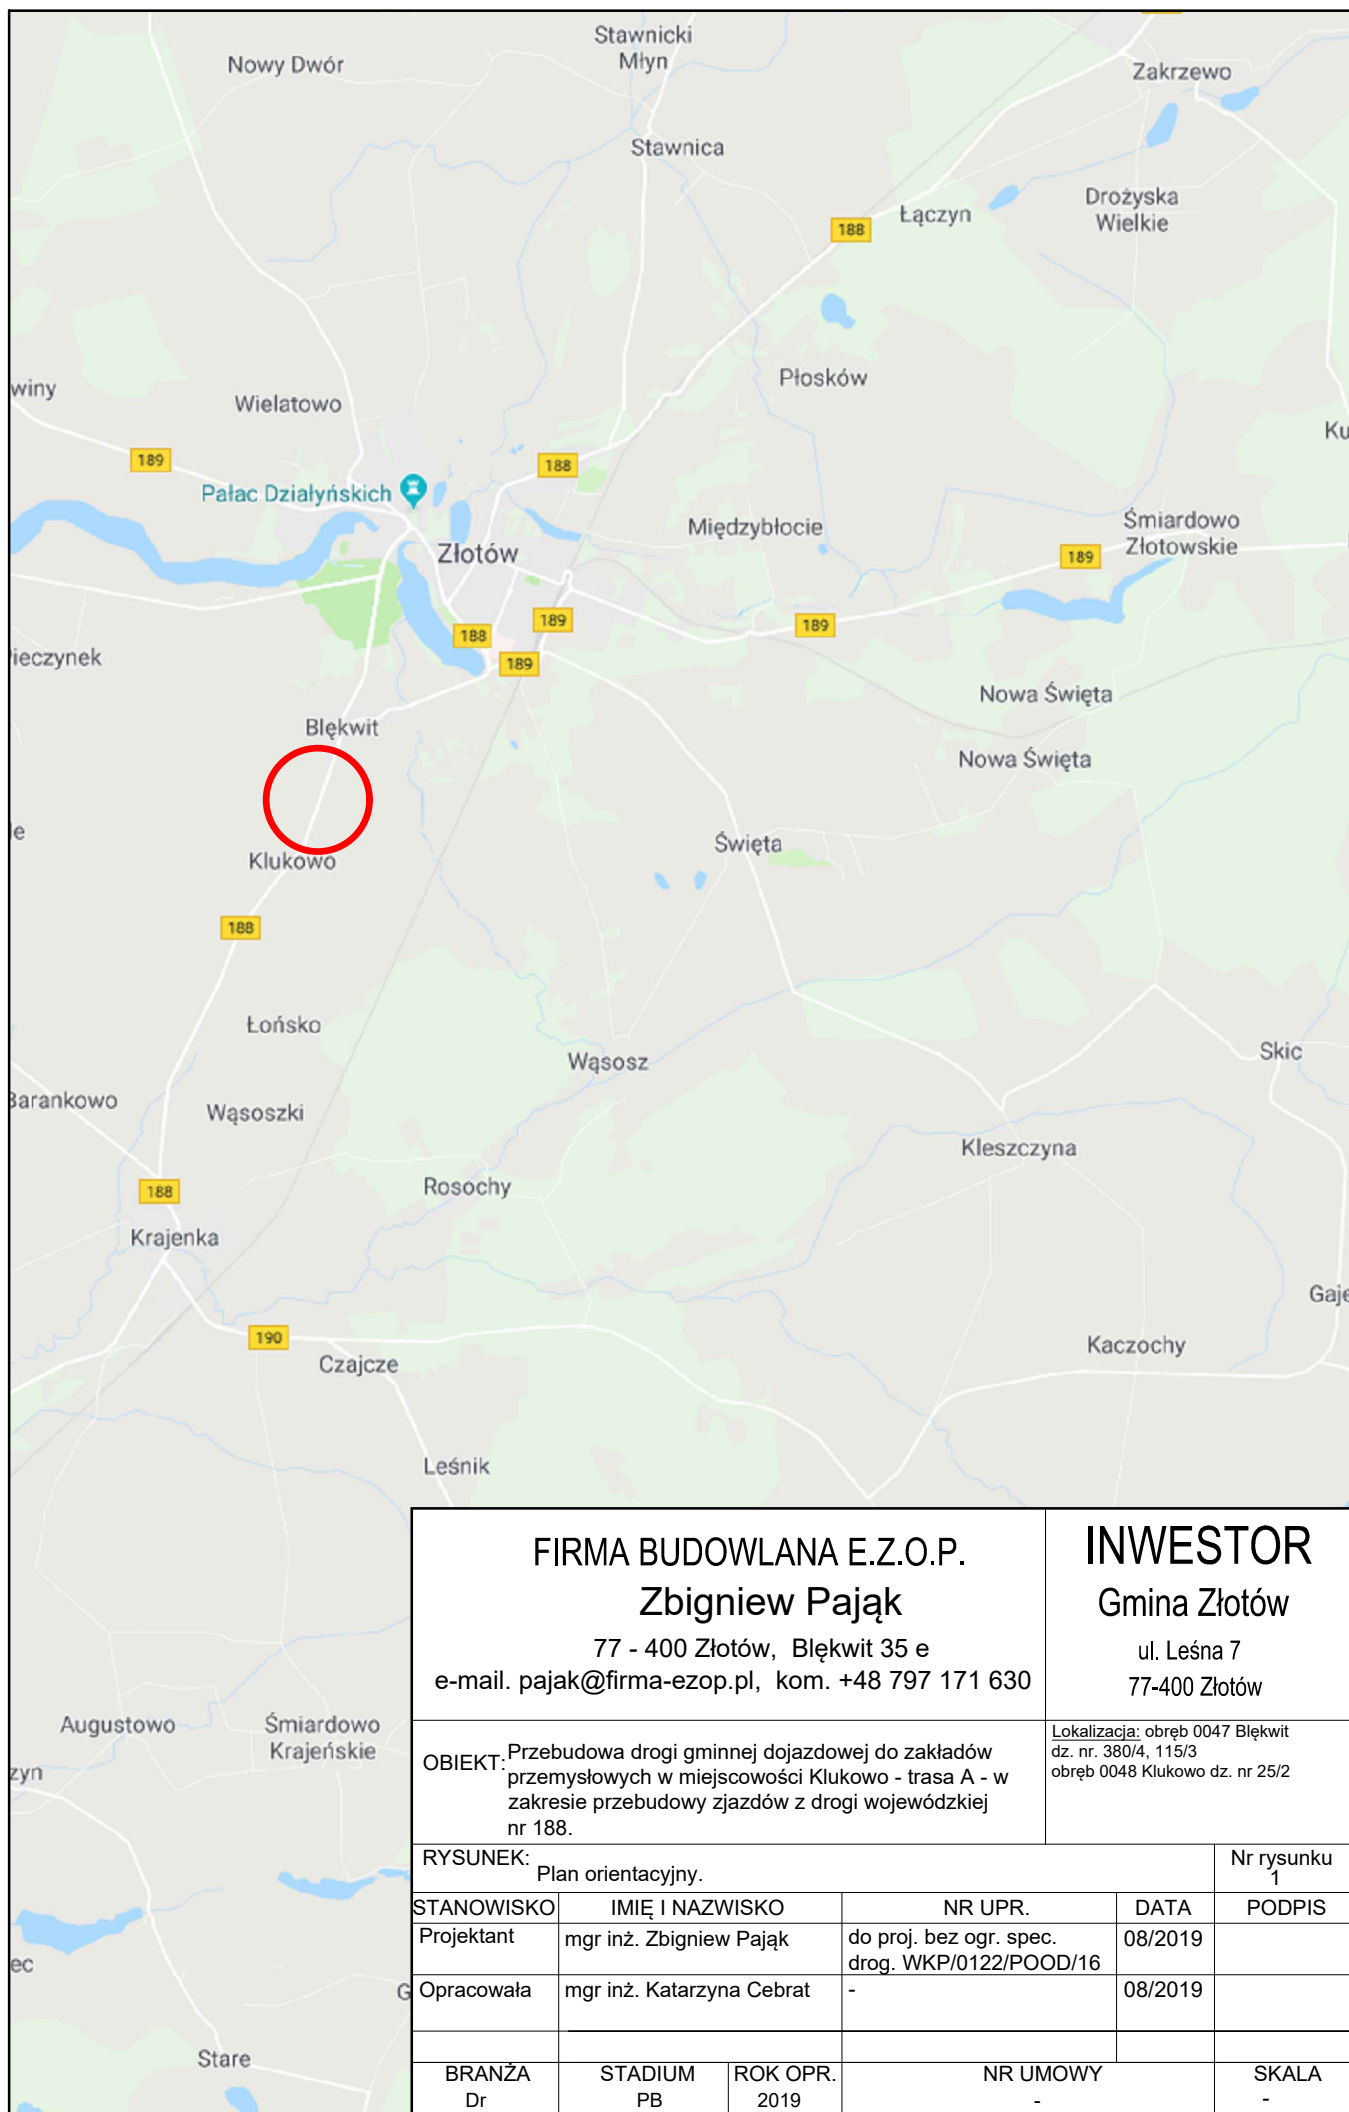 Stawnicki
Młyn
Nowy Dwór
Zakrzewo
Stawnica
Drożyska
Wielkie
Łączyn
188
Płosków
winy
Wielatowo
Ku
189
188
Pałac Działyńskich
Międzybłocie
Śmiardowo
Złotowskie
Złotów
189
189
188
189
189
ieczynek
Nowa Święta
Blękwit
Nowa Święta
le
Święta
Klukowo
188
Łońsko
Skic
Wąsosz
Barankowo
Wąsoszki
Kleszczyna
Rosochy
188
Krajenka
Gaje
190
Kaczochy
Czajcze
Leśnik
FIRMA BUDOWLANA E.Z.O.P.
Zbigniew Pająk
77 - 400 Złotów, Blękwit 35 e
e-mail. pajak@firma-ezop.pl, kom. +48 797 171 630
INWESTOR
Gmina Złotów
ul. Leśna 7
77-400 Złotów
Augustowo
Śmiardowo
Krajeńskie
zyn
OBIEKT: Przebudowa drogi gminnej dojazdowej do zakładów
przemysłowych w miejscowości Klukowo - trasa A - w
zakresie przebudowy zjazdów z drogi wojewódzkiej
nr 188.
Lokalizacja: obręb 0047 Blękwit
dz. nr. 380/4, 115/3
obręb 0048 Klukowo dz. nr 25/2
RYSUNEK: Plan orientacyjny.
Nr rysunku
1
STANOWISKO IMIĘ I NAZWISKO NR UPR. DATA PODPIS
Projektant mgr inż. Zbigniew Pająk do proj. bez ogr. spec. 08/2019
drog. WKP/0122/POOD/16
ec
G
Opracowała mgr inż. Katarzyna Cebrat - 08/2019
Stare
BRANŻA STADIUM ROK OPR. NR UMOWY SKALA
Dr PB 2019 - -